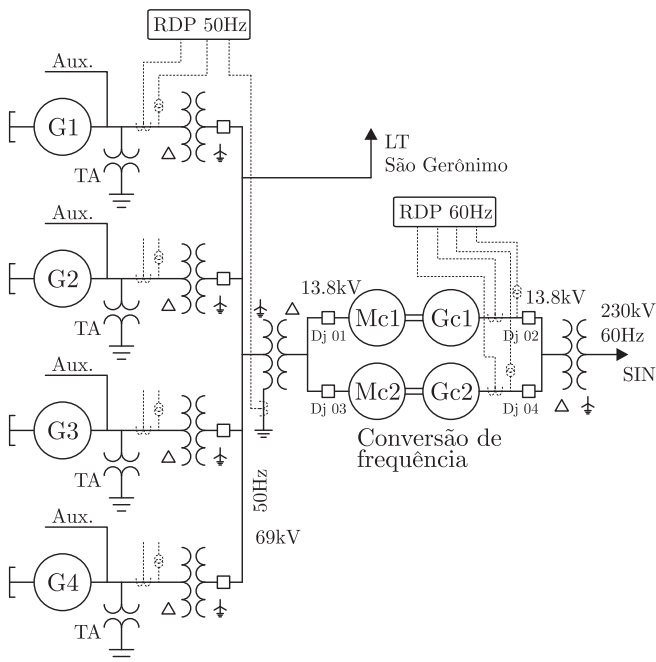 RDP 50Hz
Aux.
G1
TA
LT
São Gerônimo
Aux.
RDP 60Hz
G2
TA
13.8kV
13.8kV
230kV
60Hz
Mc1
Gc1
Dj 01
Dj 02
SIN
Aux.
Mc2
Gc2
Dj 03
Dj 04
G3
TA
Conversão de
frequência
50Hz
69kV
Aux.
G4
TA